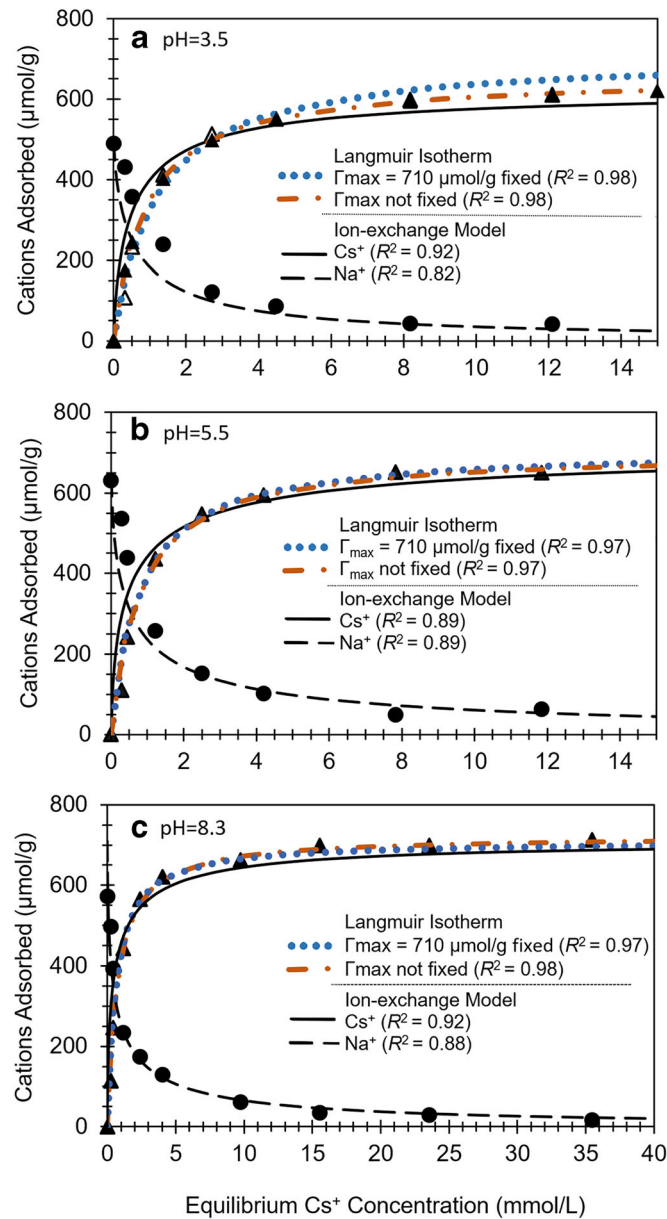 a pH=3.5
800
600
400
200
0
0 2 4 6 8 10 12 14
Cations Adsorbed (μmol/g)
Langmuir Isotherm
Γmax = 710 μmol/g fixed (R² = 0.98)
Γmax not fixed (R² = 0.98)
Ion-exchange Model
Cs⁺ (R² = 0.92)
Na⁺ (R² = 0.82)
b pH=5.5
800
600
400
200
0
0 2 4 6 8 10 12 14
Cations Adsorbed (μmol/g)
Langmuir Isotherm
Γmax = 710 μmol/g fixed (R² = 0.97)
Γmax not fixed (R² = 0.97)
Ion-exchange Model
Cs⁺ (R² = 0.89)
Na⁺ (R² = 0.89)
c pH=8.3
800
600
400
200
0
0 5 10 15 20 25 30 35 40
Cations Adsorbed (μmol/g)
Langmuir Isotherm
Γmax = 710 μmol/g fixed (R² = 0.97)
Γmax not fixed (R² = 0.98)
Ion-exchange Model
Cs⁺ (R² = 0.92)
Na⁺ (R² = 0.88)
Equilibrium Cs⁺ Concentration (mmol/L)